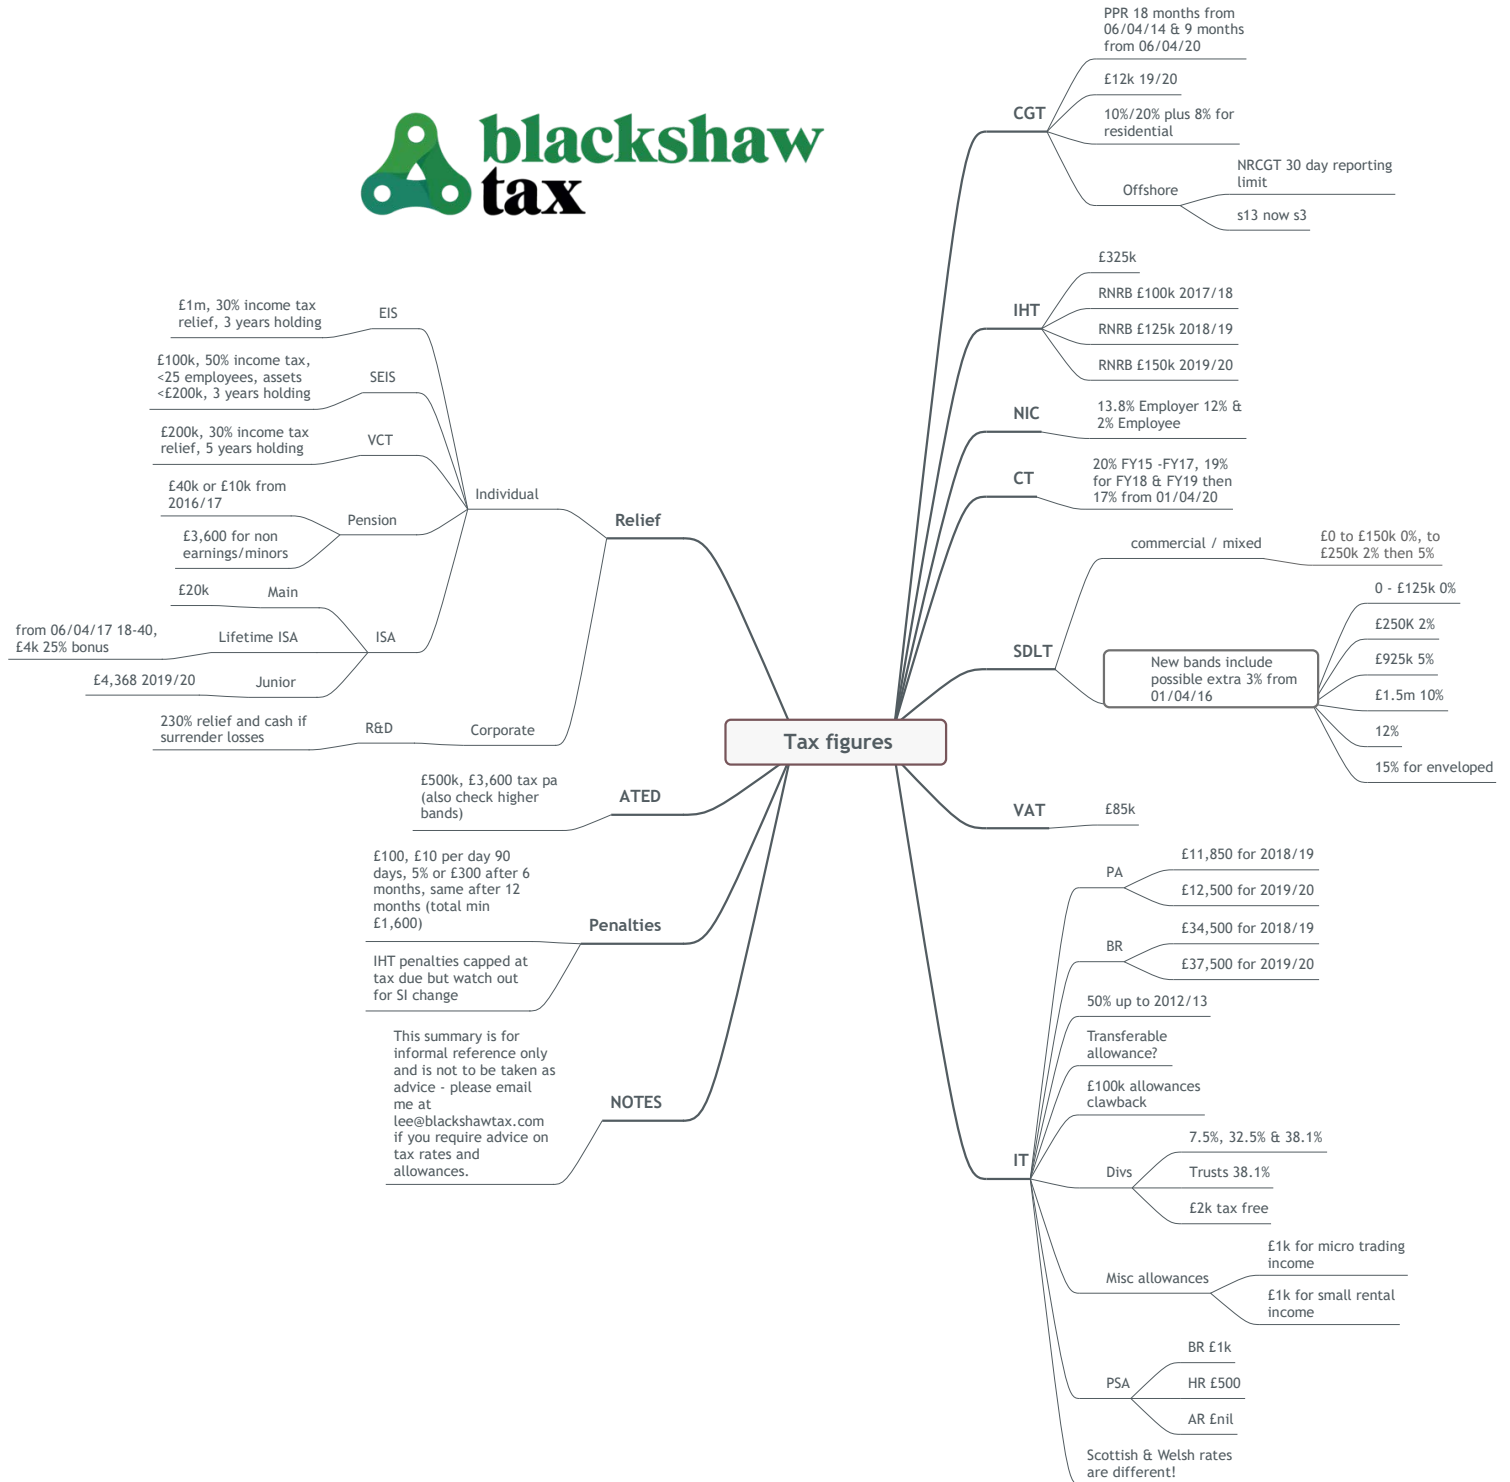 blackshaw
tax
Tax figures
CGT
PPR 18 months from
06/04/14 & 9 months
from 06/04/20
£12k 19/20
10%/20% plus 8% for
residential
Offshore
NRCGT 30 day reporting
limit
s13 now s3
IHT
£325k
RNRB £100k 2017/18
RNRB £125k 2018/19
RNRB £150k 2019/20
NIC
13.8% Employer 12% &
2% Employee
CT
20% FY15 -FY17, 19%
for FY18 & FY19 then
17% from 01/04/20
SDLT
commercial / mixed
£0 to £150k 0%, to
£250k 2% then 5%
New bands include
possible extra 3% from
01/04/16
0 - £125k 0%
£250K 2%
£925k 5%
£1.5m 10%
12%
15% for enveloped
VAT
£85k
IT
PA
£11,850 for 2018/19
£12,500 for 2019/20
BR
£34,500 for 2018/19
£37,500 for 2019/20
50% up to 2012/13
Transferable
allowance?
£100k allowances
clawback
Divs
7.5%, 32.5% & 38.1%
Trusts 38.1%
£2k tax free
Misc allowances
£1k for micro trading
income
£1k for small rental
income
PSA
BR £1k
HR £500
AR £nil
Scottish & Welsh rates
are different!
Relief
Individual
EIS
£1m, 30% income tax
relief, 3 years holding
SEIS
£100k, 50% income tax,
<25 employees, assets
<£200k, 3 years holding
VCT
£200k, 30% income tax
relief, 5 years holding
Pension
£40k or £10k from
2016/17
£3,600 for non
earnings/minors
ISA
Main
£20k
Lifetime ISA
from 06/04/17 18-40,
£4k 25% bonus
Junior
£4,368 2019/20
Corporate
R&D
230% relief and cash if
surrender losses
ATED
£500k, £3,600 tax pa
(also check higher
bands)
Penalties
£100, £10 per day 90
days, 5% or £300 after 6
months, same after 12
months (total min
£1,600)
IHT penalties capped at
tax due but watch out
for SI change
NOTES
This summary is for
informal reference only
and is not to be taken as
advice - please email
me at
lee@blackshawtax.com
if you require advice on
tax rates and
allowances.